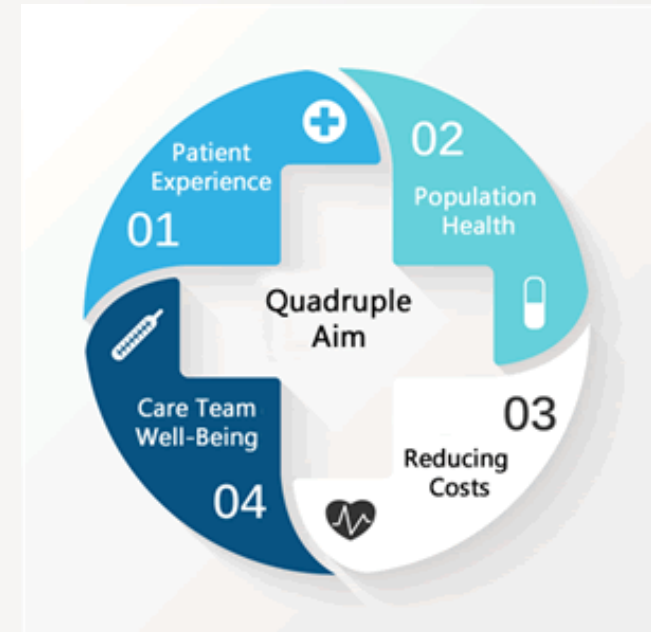 Patient
Experience
01
02
Population
Health
Quadruple
Aim
03
Reducing
Costs
Care Team
Well-Being
04